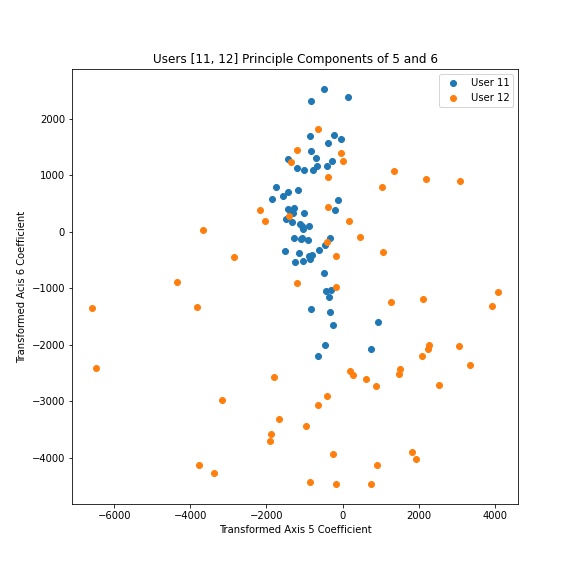 Users [11, 12] Principle Components of 5 and 6
User 11
User 12
Transformed Acis 6 Coefficient
2000
1000
0
−1000
−2000
−3000
−4000
−6000 −4000 −2000 0 2000 4000
Transformed Axis 5 Coefficient